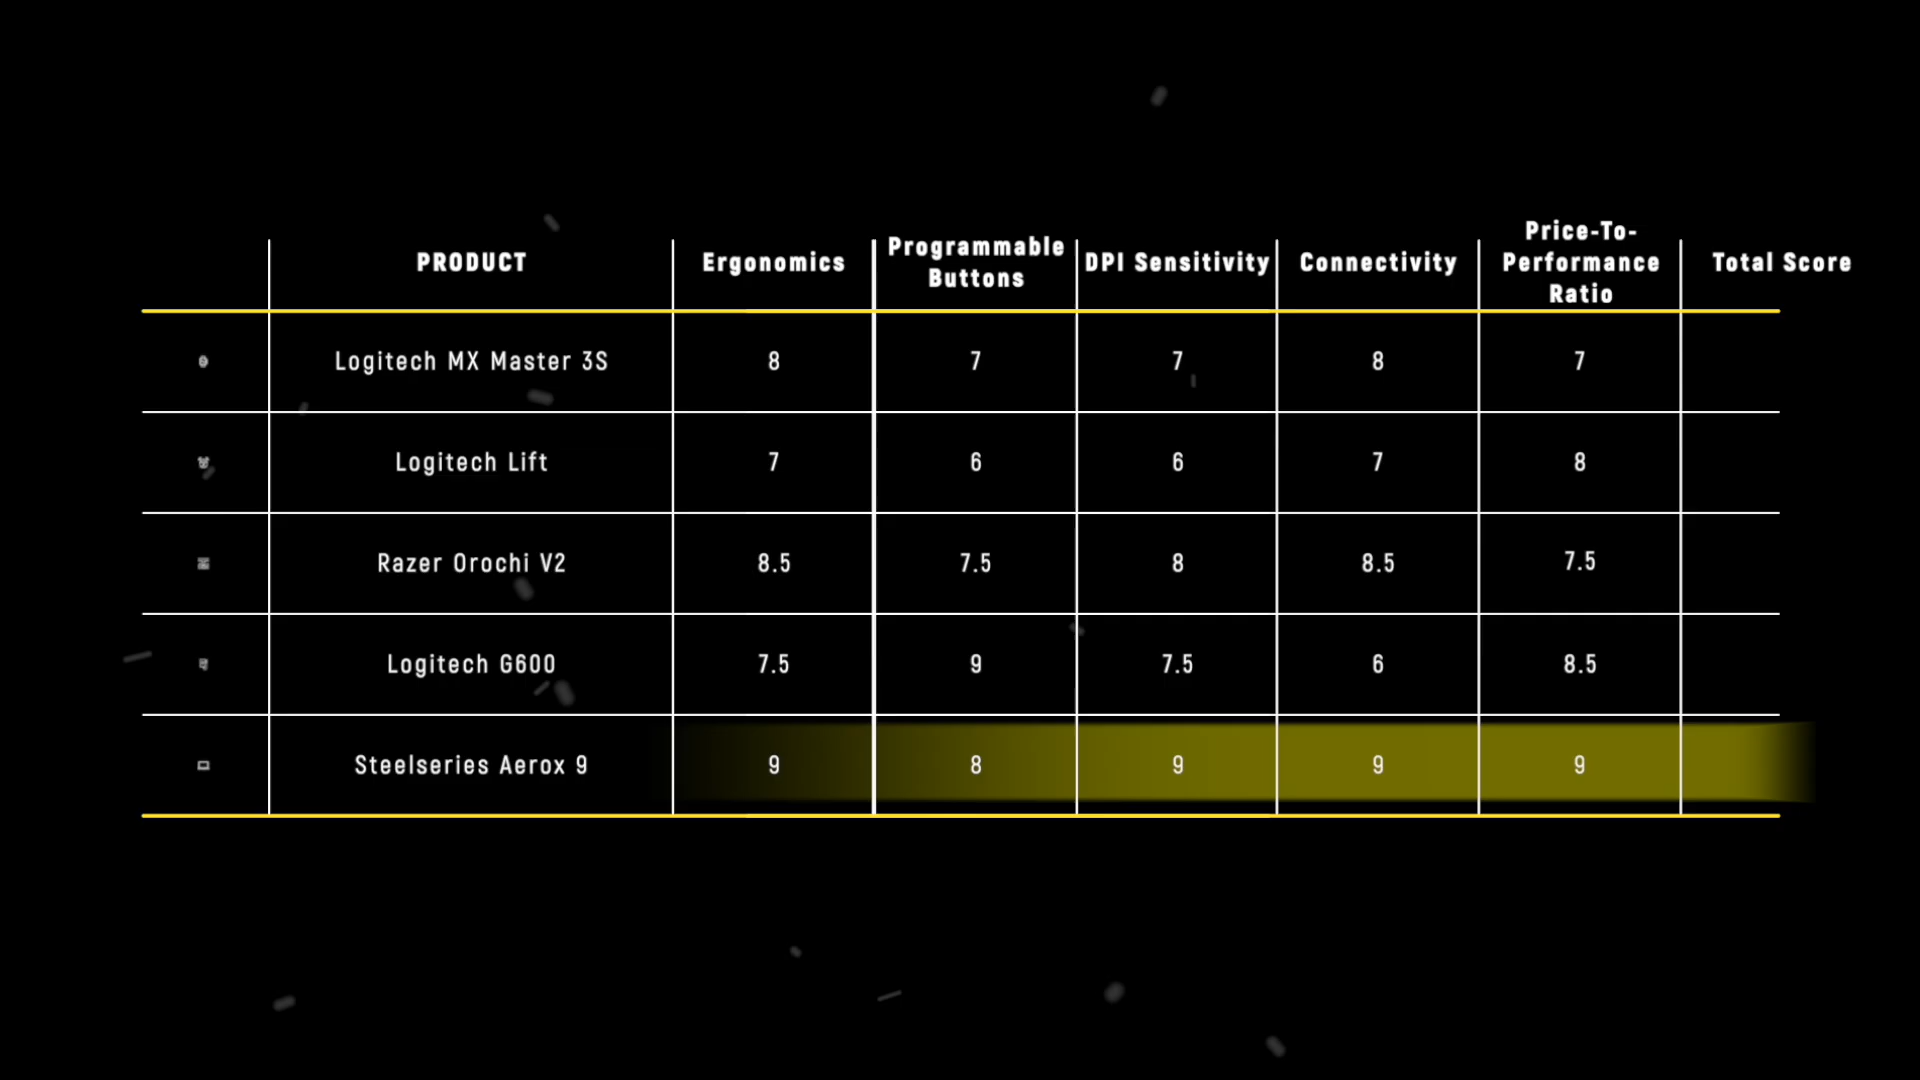 PRODUCT Ergonomics Programmable Buttons DPI Sensitivity Connectivity Price-To-Performance Ratio Total Score
Logitech MX Master 3S 8 7 7 8 7
Logitech Lift 7 6 6 7 8
Razer Orochi V2 8.5 7.5 8 8.5 7.5
Logitech G600 7.5 9 7.5 6 8.5
Steelseries Aerox 9 9 8 9 9 9